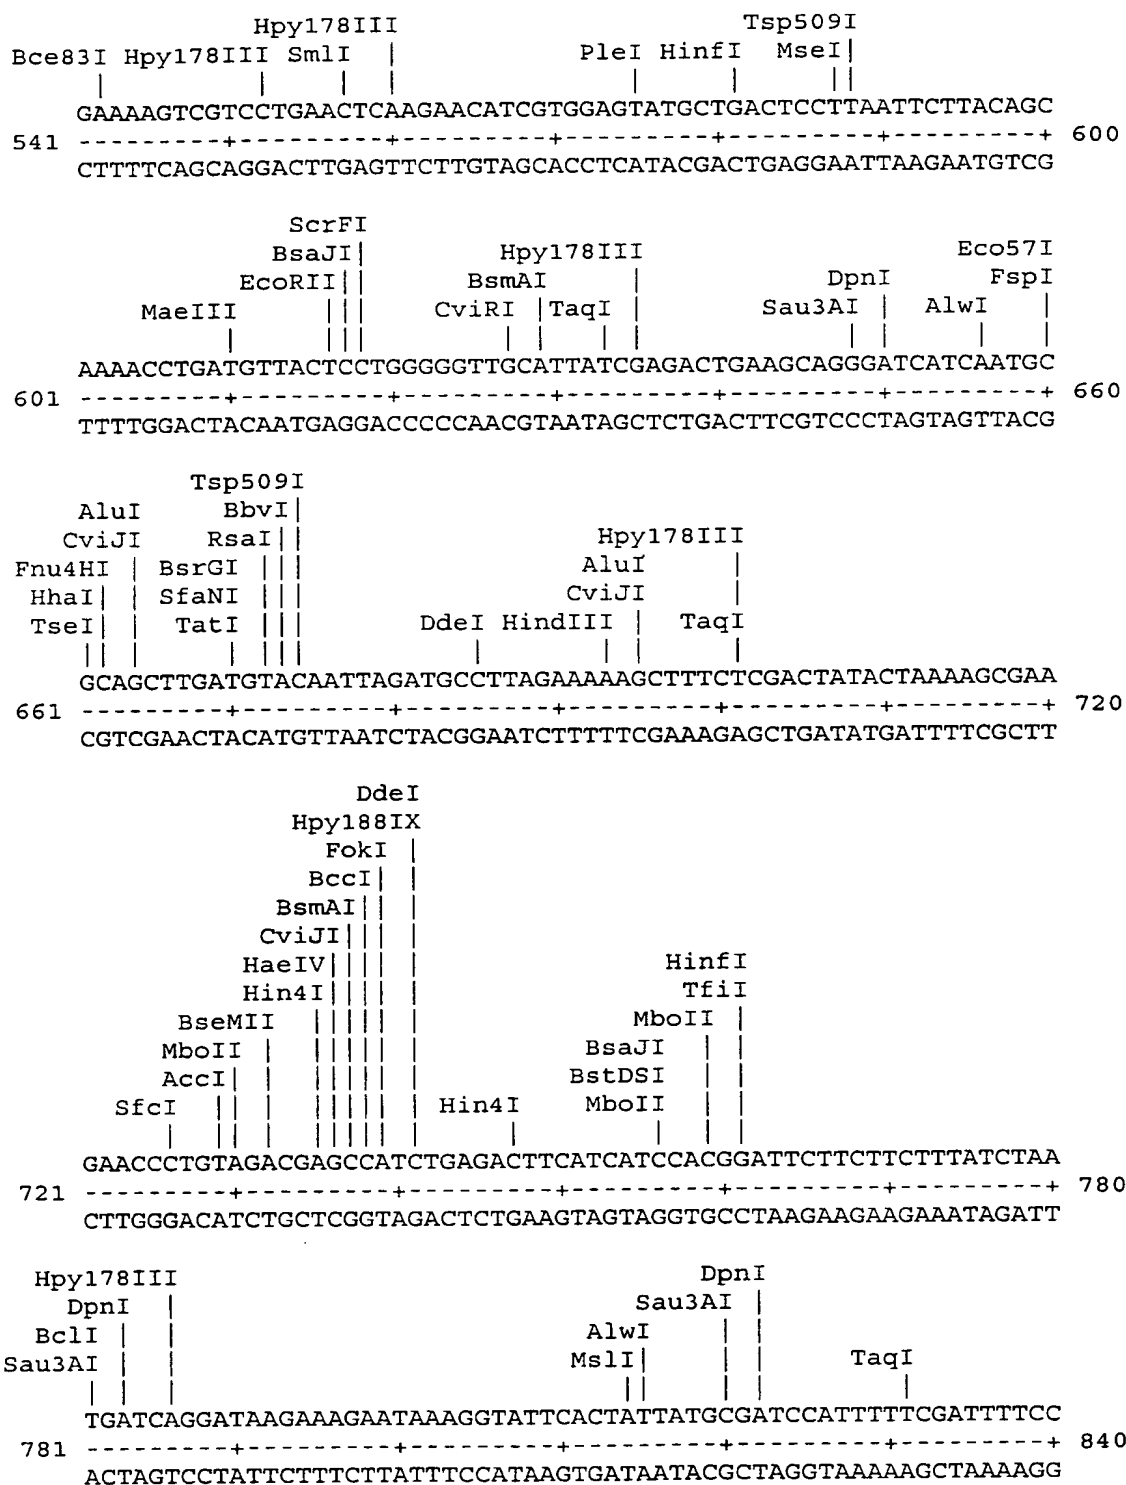 Hpy178III Tsp509I
Bce83I Hpy178III SmlI PleI HinfI MseI
GAAAAGTCGTCCTGAACTCAAGAACATCGTGGAGTATGCTGACTCCTTAATTCTTACAGC
541 ---------+---------+---------+---------+---------+---------+ 600
CTTTTCAGCAGGACTTGAGTTCTTGTAGCACCTCATACGACTGAGGAATTAAGAATGTCG
ScrFI
BsaJI Hpy178III Eco57I
EcoRII BsmAI DpnI FspI
MaeIII CviRI TaqI Sau3AI AlwI
AAAACCTGATGTTACTCCTGGGGGTTGCATTATCGAGACTGAAGCAGGGATCATCAATGC
601 ---------+---------+---------+---------+---------+---------+ 660
TTTTGGACTACAATGAGGACCCCCAACGTAATAGCTCTGACTTCGTCCCTAGTAGTTACG
Tsp509I
AluI BbvI
CviJI RsaI Hpy178III
Fnu4HI BsrGI AluI
HhaI SfaNI CviJI
TseI TatI DdeI HindIII TaqI
GCAGCTTGATGTACAATTAGATGCCTTAGAAAAAGCTTTCTCGACTATACTAAAAGCGAA
661 ---------+---------+---------+---------+---------+---------+ 720
CGTCGAACTACATGTTAATCTACGGAATCTTTTTCGAAAGAGCTGATATGATTTTCGCTT
DdeI
Hpy188IX
FokI
BccI
BsmAI
CviJI
HaeIV HinfI
Hin4I TfiI
BseMII MboII
MboII BsaJI
AccI BstDSI
SfcI Hin4I MboII
GAACCCTGTAGACGAGCCATCTGAGACTTCATCATCCACGGATTCTTCTTCTTTATCTAA
721 ---------+---------+---------+---------+---------+---------+ 780
CTTGGGACATCTGCTCGGTAGACTCTGAAGTAGTAGGTGCCTAAGAAGAAGAAATAGATT
Hpy178III DpnI
DpnI Sau3AI
BclI AlwI
Sau3AI MslI TaqI
TGATCAGGATAAGAAAGAATAAAGGTATTCACTATTATGCGATCCATTTTTCGATTTTCC
781 ---------+---------+---------+---------+---------+---------+ 840
ACTAGTCCTATTCTTTCTTATTTCCATAAGTGATAATACGCTAGGTAAAAAGCTAAAAGG